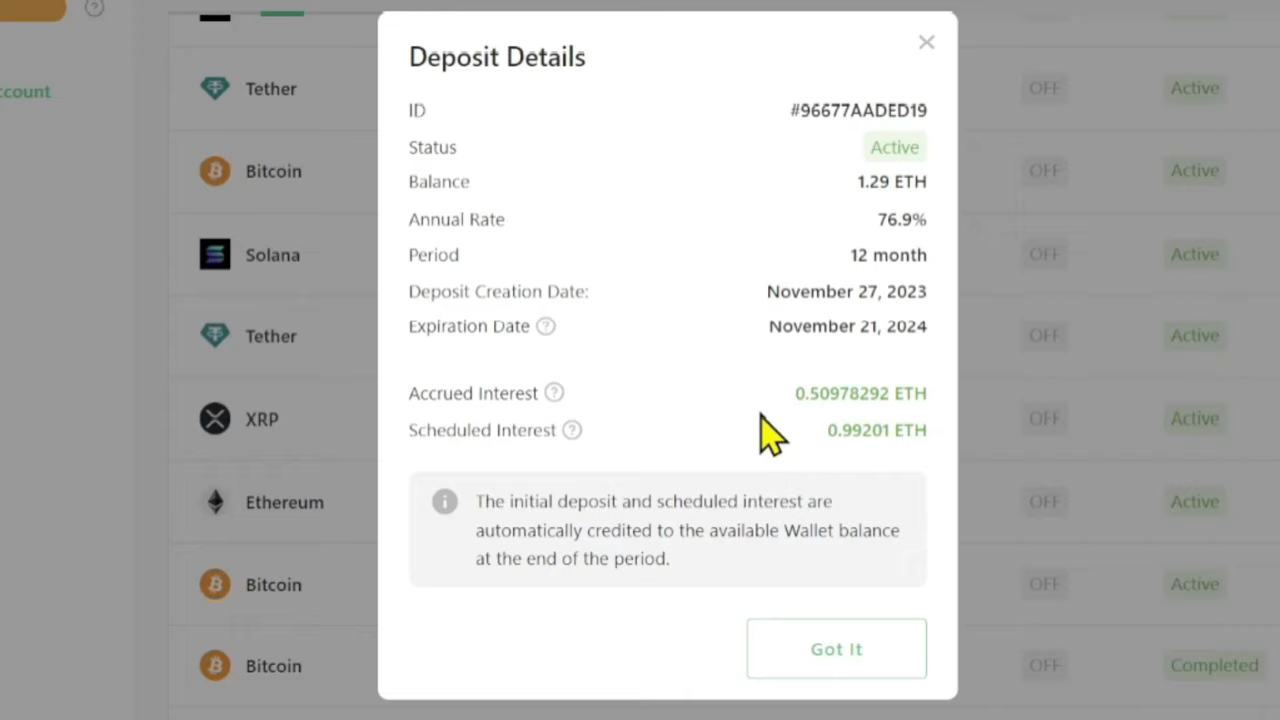 Deposit Details
ID #96677AADED19
Status Active
Balance 1.29 ETH
Annual Rate 76.9%
Period 12 month
Deposit Creation Date: November 27, 2023
Expiration Date ? November 21, 2024
Accrued Interest ? 0.50978292 ETH
Scheduled Interest ? 0.99201 ETH
The initial deposit and scheduled interest are
automatically credited to the available Wallet balance
at the end of the period.
Got It
?
ccount
Tether OFF Active
Bitcoin OFF Active
Solana OFF Active
Tether OFF Active
XRP OFF Active
Ethereum OFF Active
Bitcoin OFF Active
Bitcoin OFF Completed